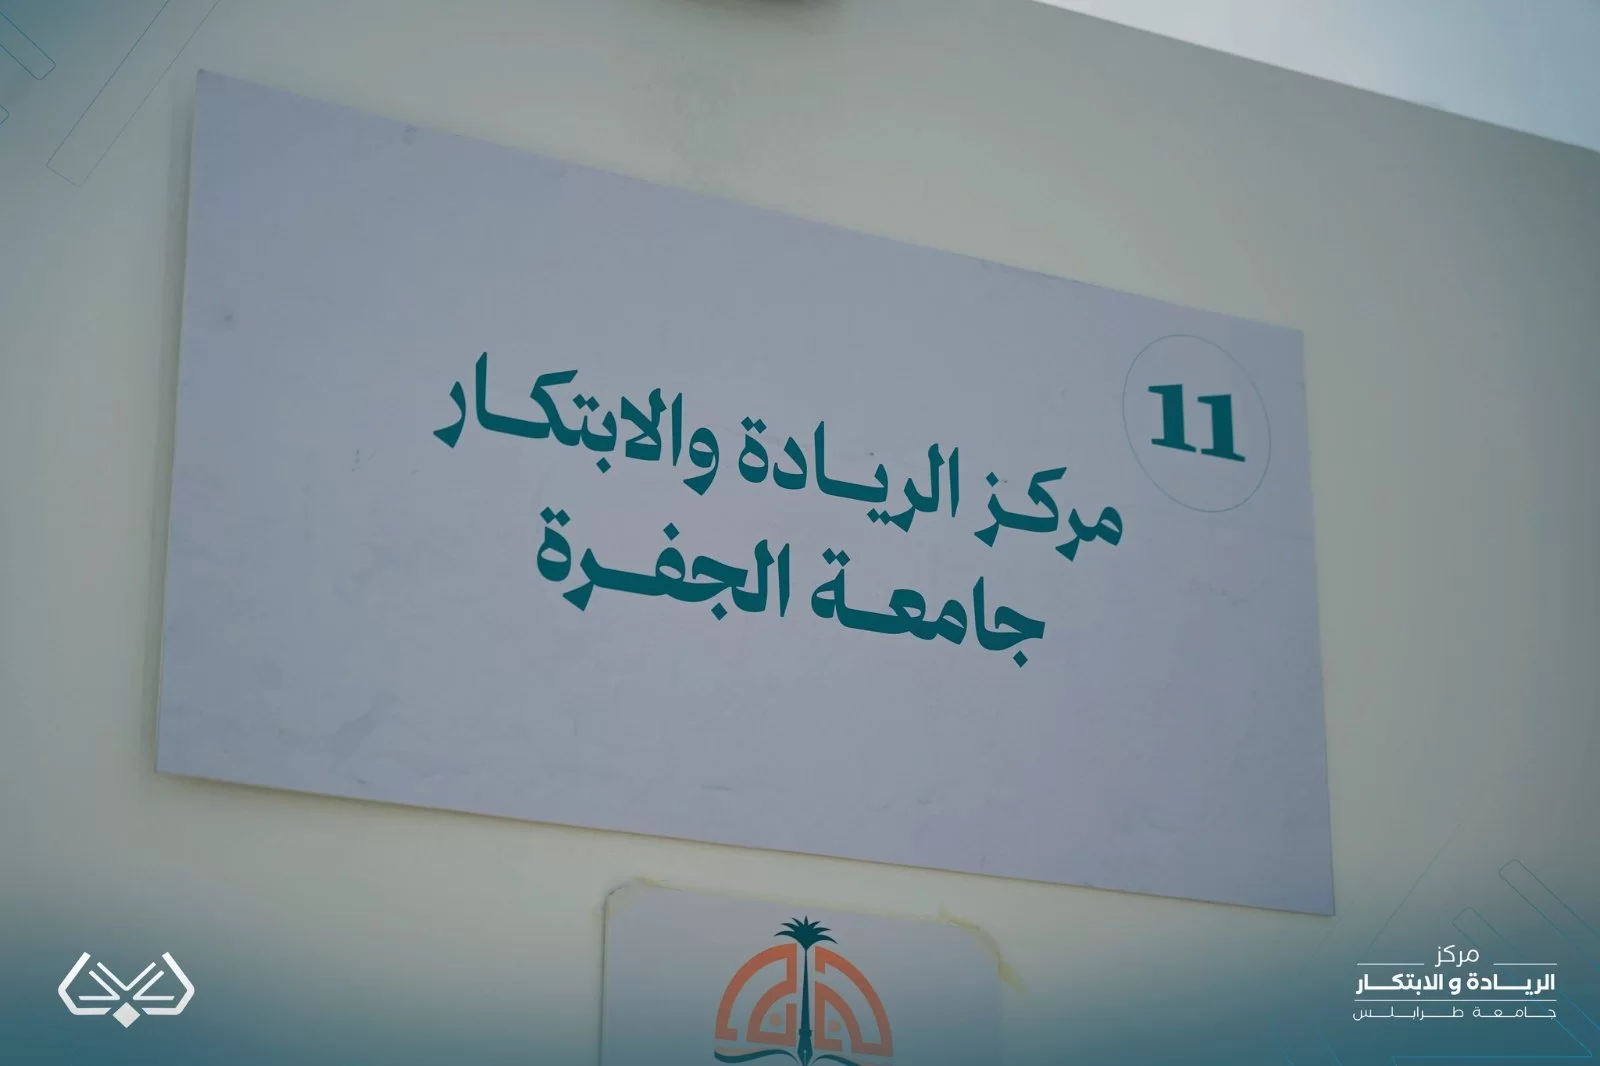 11
مركز الريادة والابتكار
جامعة الجفرة
مركز
الريادة و الابتكار
جامعة طرابلس